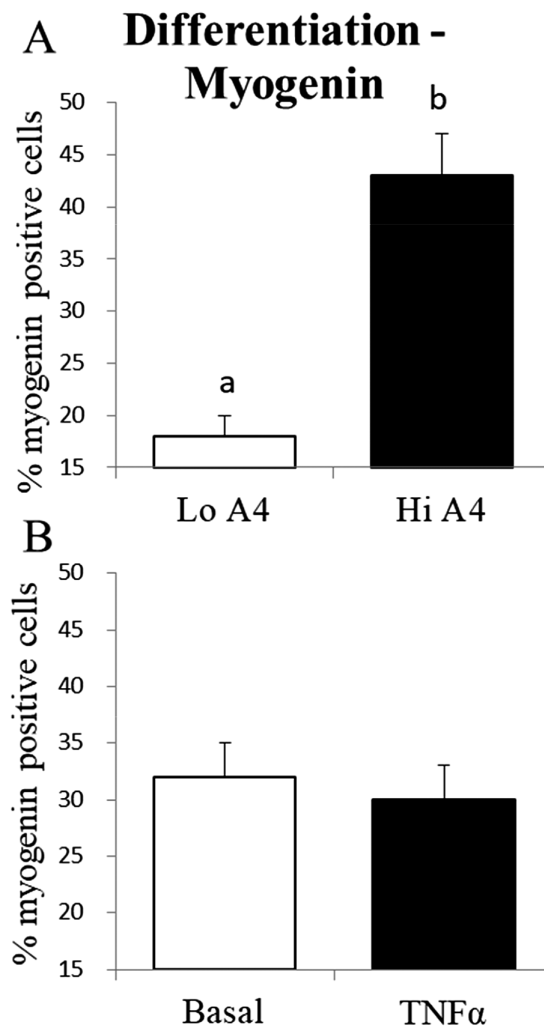 A
Differentiation -
Myogenin
% myogenin positive cells
50
45
40
35
30
25
20
15
a
b
Lo A4
Hi A4
B
% myogenin positive cells
50
45
40
35
30
25
20
15
Basal
TNFα